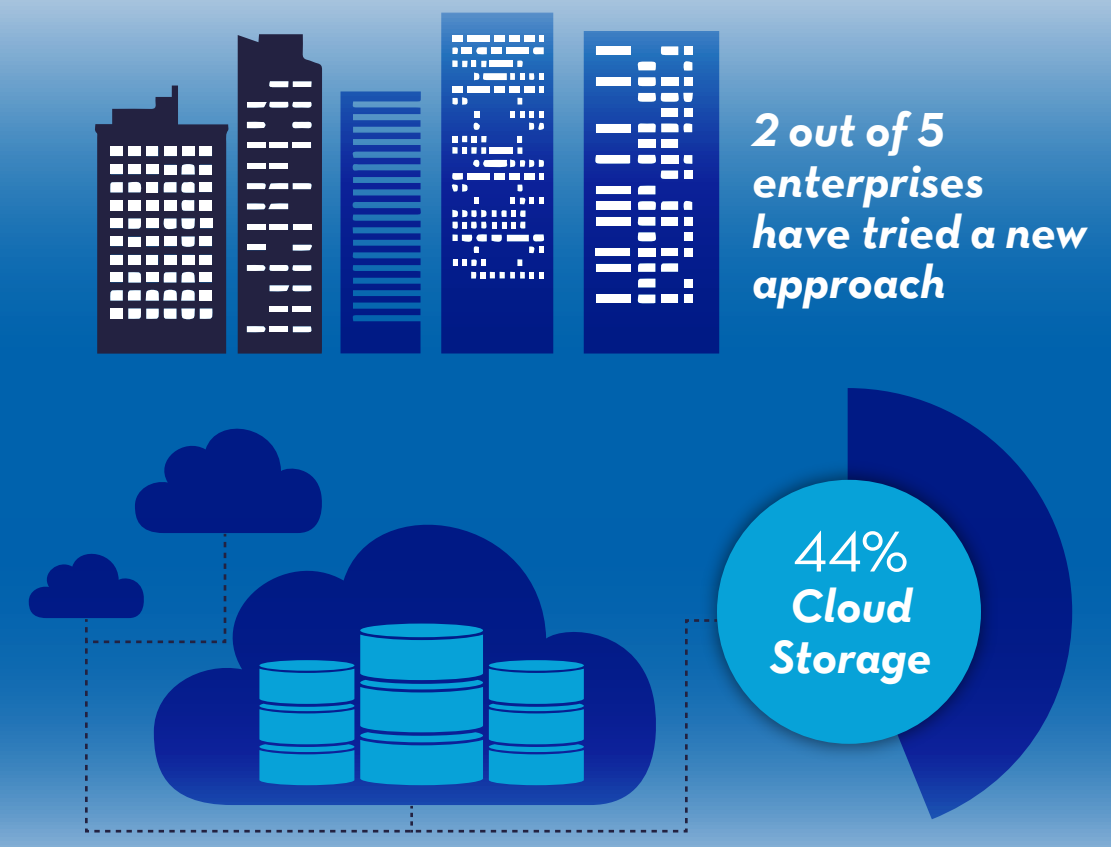 2 out of 5
enterprises
have tried a new
approach
44%
Cloud
Storage